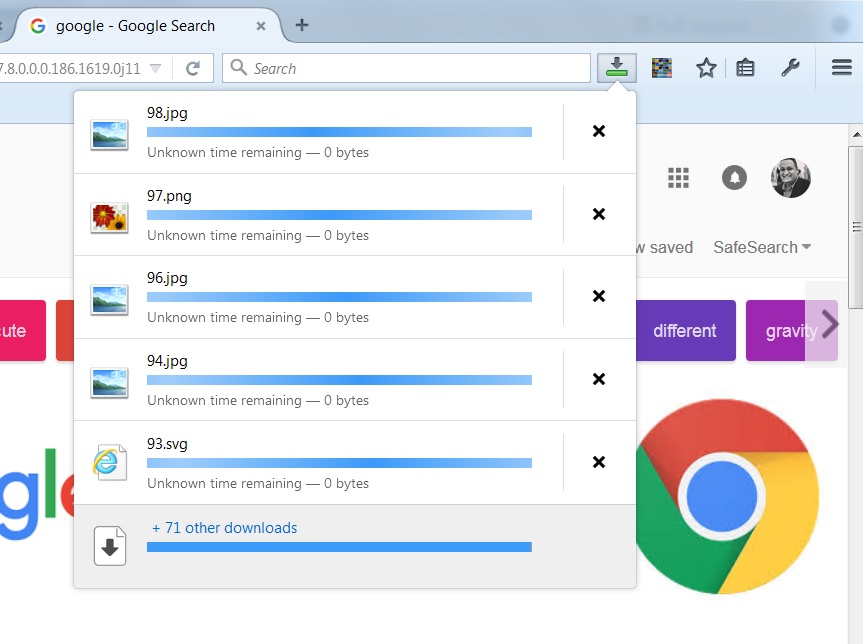 google - Google Search
7.8.0.0.0.186.1619.0j11
Search
98.jpg
Unknown time remaining — 0 bytes
97.png
Unknown time remaining — 0 bytes
96.jpg
Unknown time remaining — 0 bytes
94.jpg
Unknown time remaining — 0 bytes
93.svg
Unknown time remaining — 0 bytes
+ 71 other downloads
w saved
SafeSearch
cute
different
gravity
gle